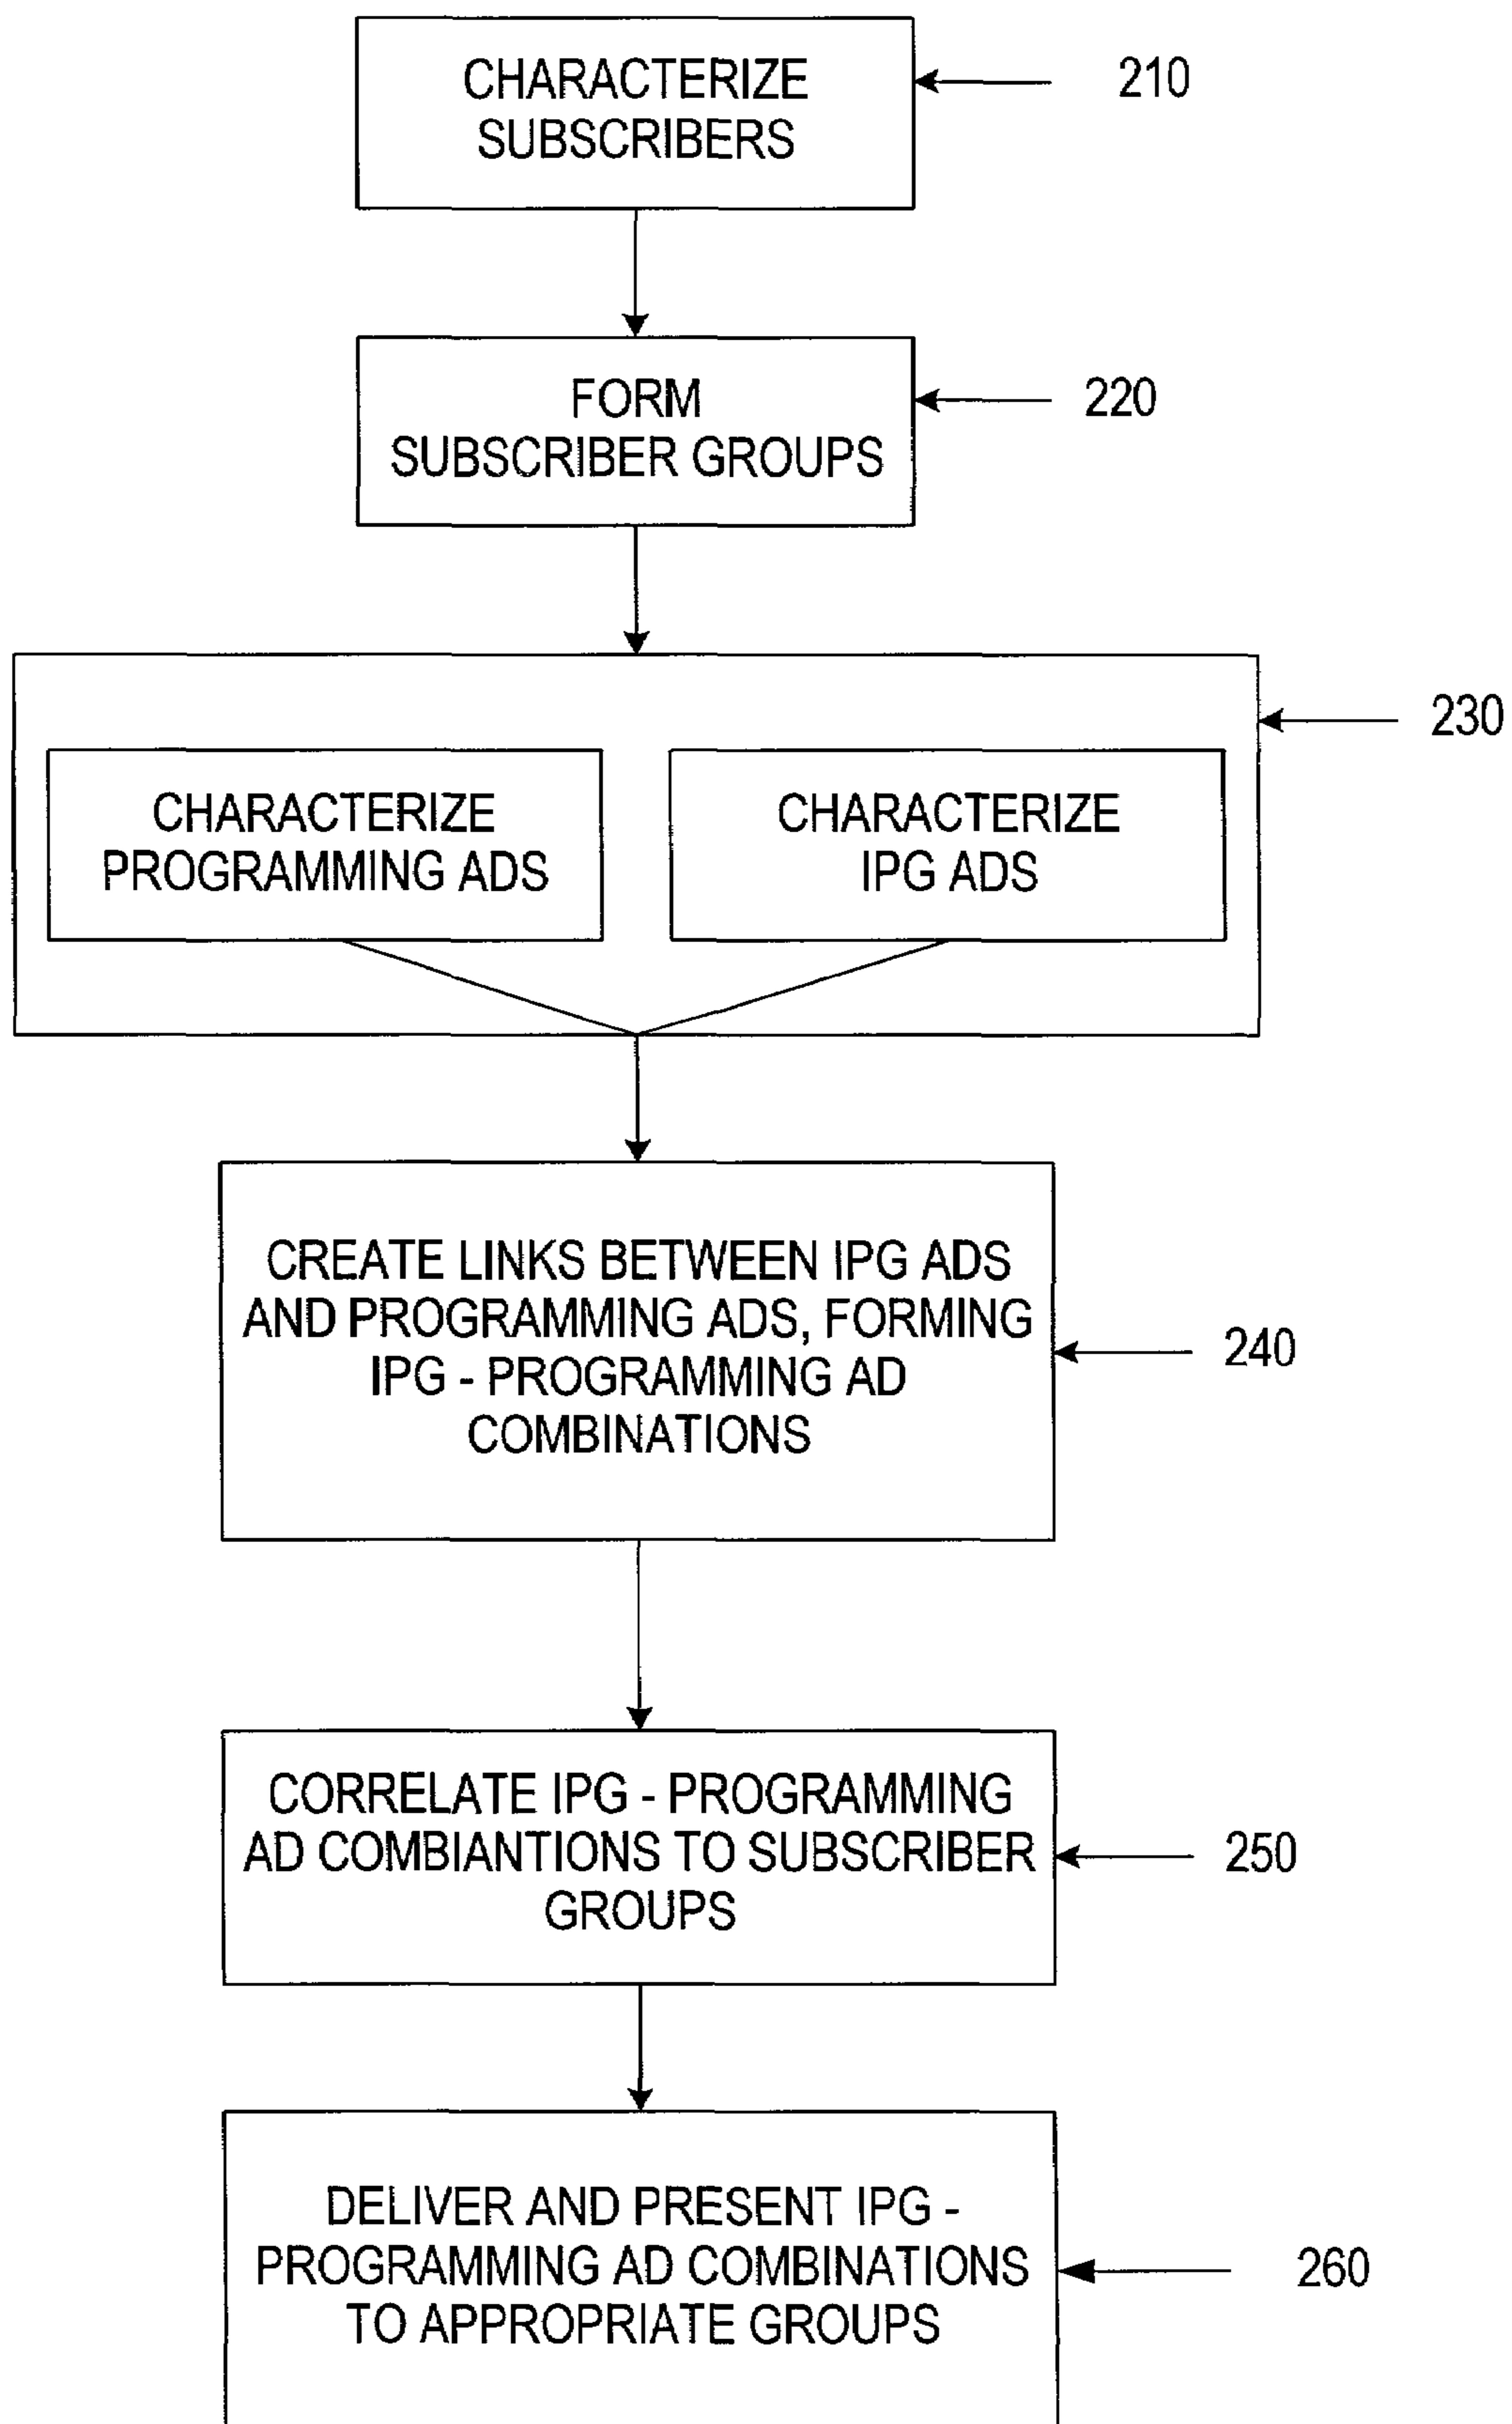 CHARACTERIZE
SUBSCRIBERS
210
FORM
SUBSCRIBER GROUPS
220
230
CHARACTERIZE
PROGRAMMING ADS
CHARACTERIZE
IPG ADS
CREATE LINKS BETWEEN IPG ADS
AND PROGRAMMING ADS, FORMING
IPG - PROGRAMMING AD
COMBINATIONS
240
CORRELATE IPG - PROGRAMMING
AD COMBIANTIONS TO SUBSCRIBER
GROUPS
250
DELIVER AND PRESENT IPG -
PROGRAMMING AD COMBINATIONS
TO APPROPRIATE GROUPS
260